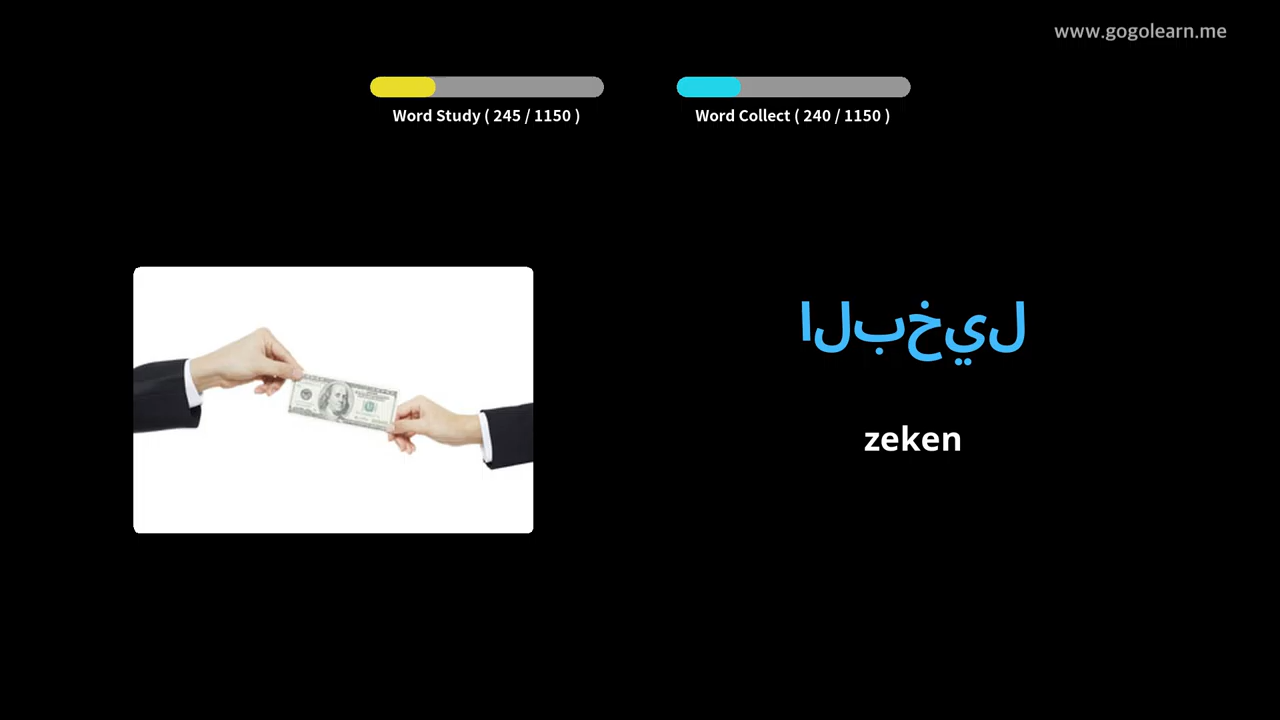 www.gogolearn.me
Word Study ( 245 / 1150 )
Word Collect ( 240 / 1150 )
البخيل
zeken